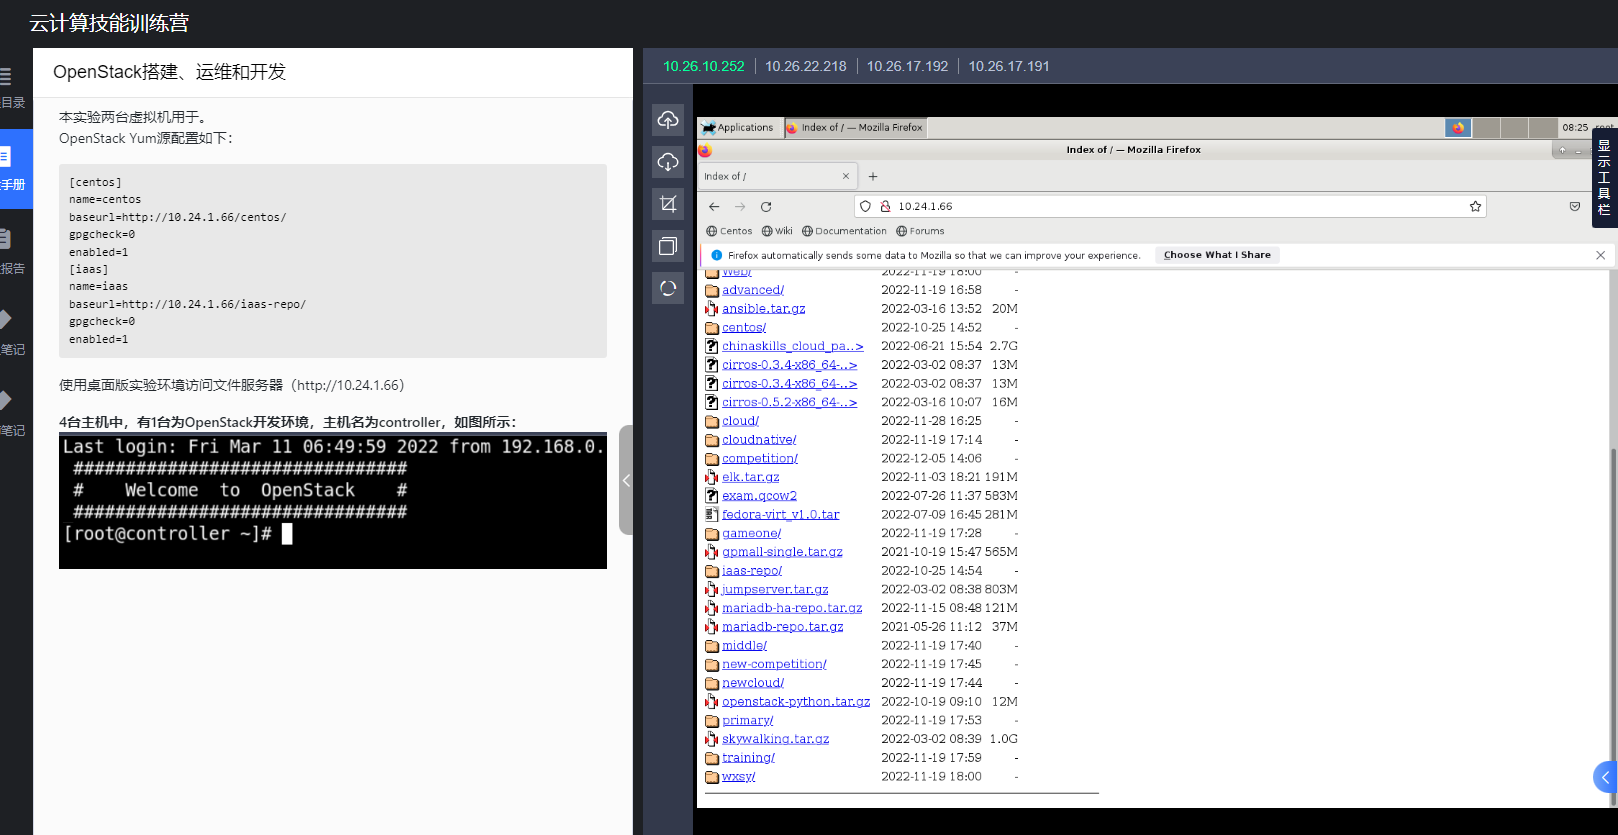 云计算技能训练营
OpenStack搭建、运维和开发
目录
手册
报告
笔记
笔记
本实验两台虚拟机用于。
OpenStack Yum源配置如下：
[centos]
name=centos
baseurl=http://10.24.1.66/centos/
gpgcheck=0
enabled=1
[iaas]
name=iaas
baseurl=http://10.24.1.66/iaas-repo/
gpgcheck=0
enabled=1
使用桌面版实验环境访问文件服务器（http://10.24.1.66）
4台主机中，有1台为OpenStack开发环境，主机名为controller，如图所示：
Last login: Fri Mar 11 06:49:59 2022 from 192.168.0.
################################
# Welcome to OpenStack #
################################
[root@controller ~]#
10.26.10.252 10.26.22.218 10.26.17.192 10.26.17.191
Applications Index of / — Mozilla Firefox 08:25 root
Index of / — Mozilla Firefox
显示工具栏
Index of /
10.24.1.66
Centos Wiki Documentation Forums
Firefox automatically sends some data to Mozilla so that we can improve your experience. Choose What I Share
Web/ 2022-11-19 18:00 -
advanced/ 2022-11-19 16:58 -
ansible.tar.gz 2022-03-16 13:52 20M
centos/ 2022-10-25 14:52 -
chinaskills_cloud_pa..> 2022-06-21 15:54 2.7G
cirros-0.3.4-x86_64-..> 2022-03-02 08:37 13M
cirros-0.3.4-x86_64-..> 2022-03-02 08:37 13M
cirros-0.5.2-x86_64-..> 2022-03-16 10:07 16M
cloud/ 2022-11-28 16:25 -
cloudnative/ 2022-11-19 17:14 -
competition/ 2022-12-05 14:06 -
elk.tar.gz 2022-11-03 18:21 191M
exam.qcow2 2022-07-26 11:37 583M
fedora-virt_v1.0.tar 2022-07-09 16:45 281M
gameone/ 2022-11-19 17:28 -
gpmall-single.tar.gz 2021-10-19 15:47 565M
iaas-repo/ 2022-10-25 14:54 -
jumpserver.tar.gz 2022-03-02 08:38 803M
mariadb-ha-repo.tar.gz 2022-11-15 08:48 121M
mariadb-repo.tar.gz 2021-05-26 11:12 37M
middle/ 2022-11-19 17:40 -
new-competition/ 2022-11-19 17:45 -
newcloud/ 2022-11-19 17:44 -
openstack-python.tar.gz 2022-10-19 09:10 12M
primary/ 2022-11-19 17:53 -
skywalking.tar.gz 2022-03-02 08:39 1.0G
training/ 2022-11-19 17:59 -
wxsy/ 2022-11-19 18:00 -